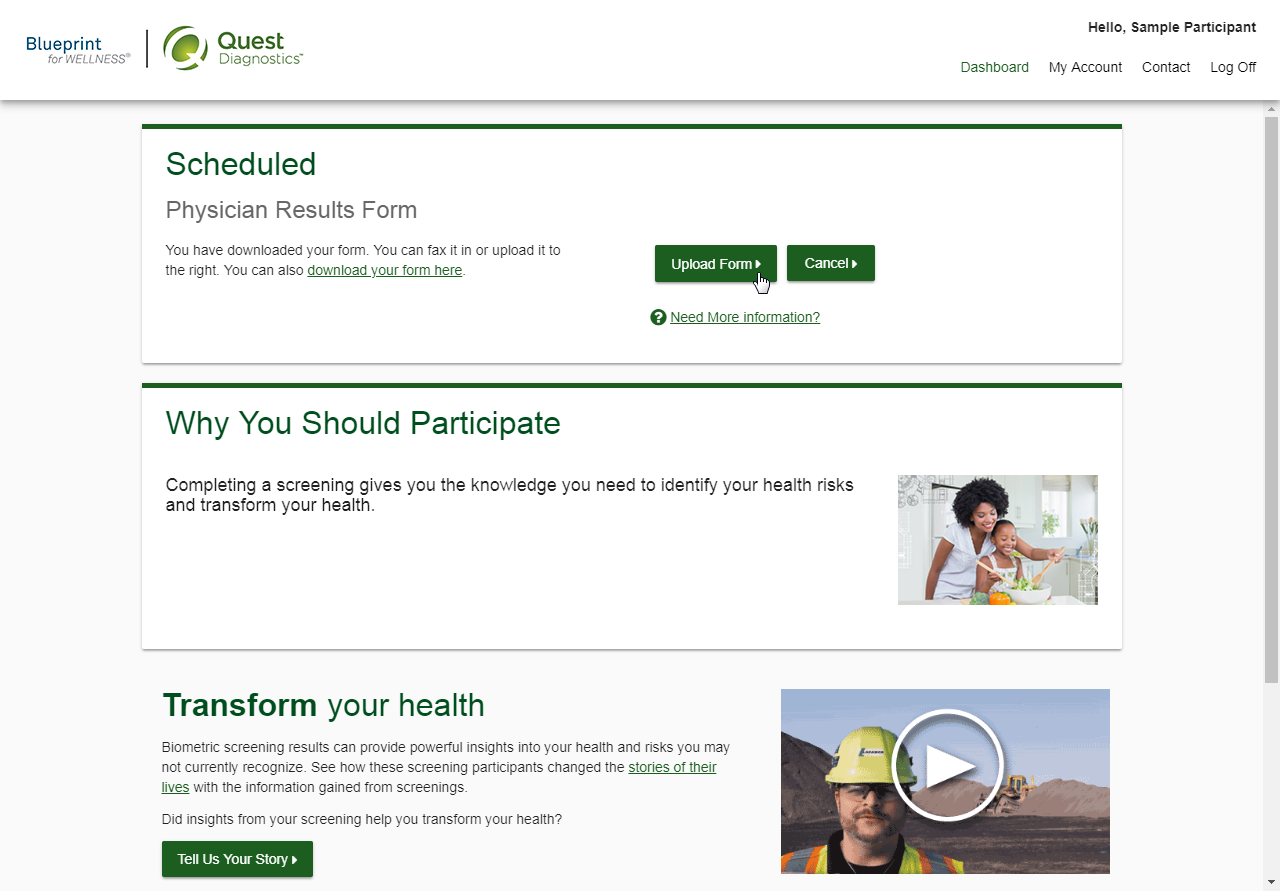 Hello, Sample Participant
Blueprint
for WELLNESS®
Quest
Diagnostics™
Dashboard My Account Contact Log Off
Scheduled
Physician Results Form
You have downloaded your form. You can fax it in or upload it to
the right. You can also download your form here.
Upload Form Cancel
Need More information?
Why You Should Participate
Completing a screening gives you the knowledge you need to identify your health risks
and transform your health.
Transform your health
Biometric screening results can provide powerful insights into your health and risks you may
not currently recognize. See how these screening participants changed the stories of their
lives with the information gained from screenings.
Did insights from your screening help you transform your health?
Tell Us Your Story